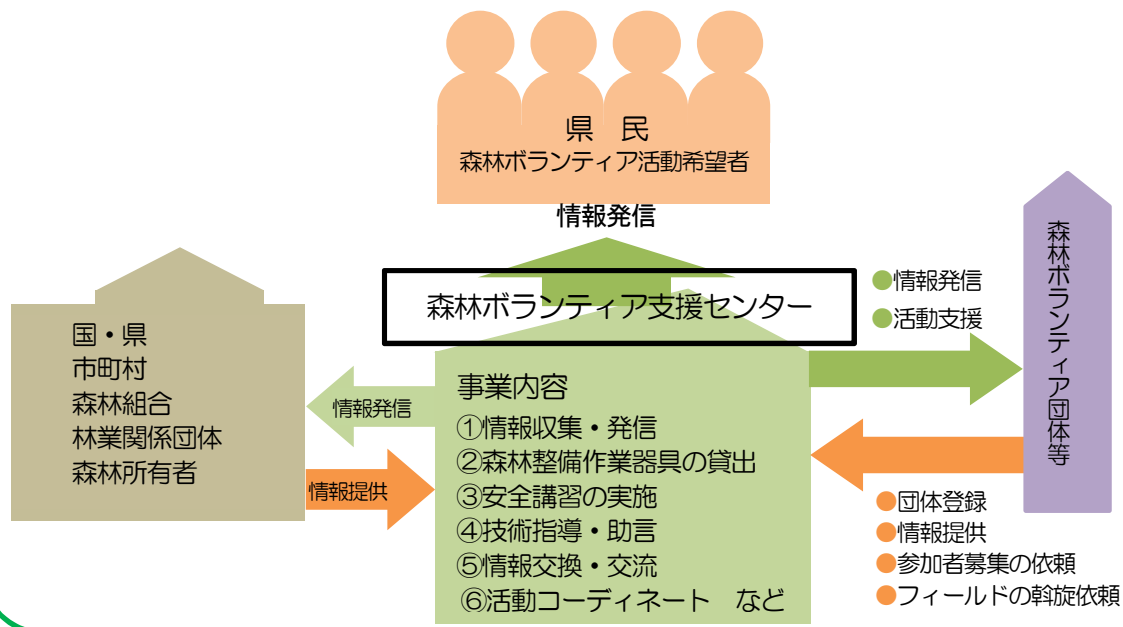 県　民
森林ボランティア活動希望者
情報発信
森林ボランティア支援センター
国・県
市町村
森林組合
林業関係団体
森林所有者
情報発信
情報提供
事業内容
①情報収集・発信
②森林整備作業器具の貸出
③安全講習の実施
④技術指導・助言
⑤情報交換・交流
⑥活動コーディネート　など
●情報発信
●活動支援
森林ボランティア団体等
●団体登録
●情報提供
●参加者募集の依頼
●フィールドの斡旋依頼